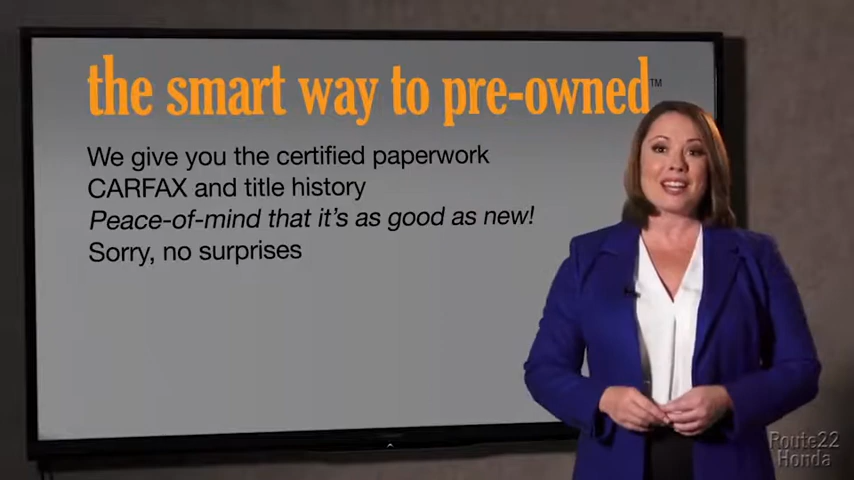 the smart way to pre-owned™
We give you the certified paperwork
CARFAX and title history
Peace-of-mind that it's as good as new!
Sorry, no surprises
Route22
Honda